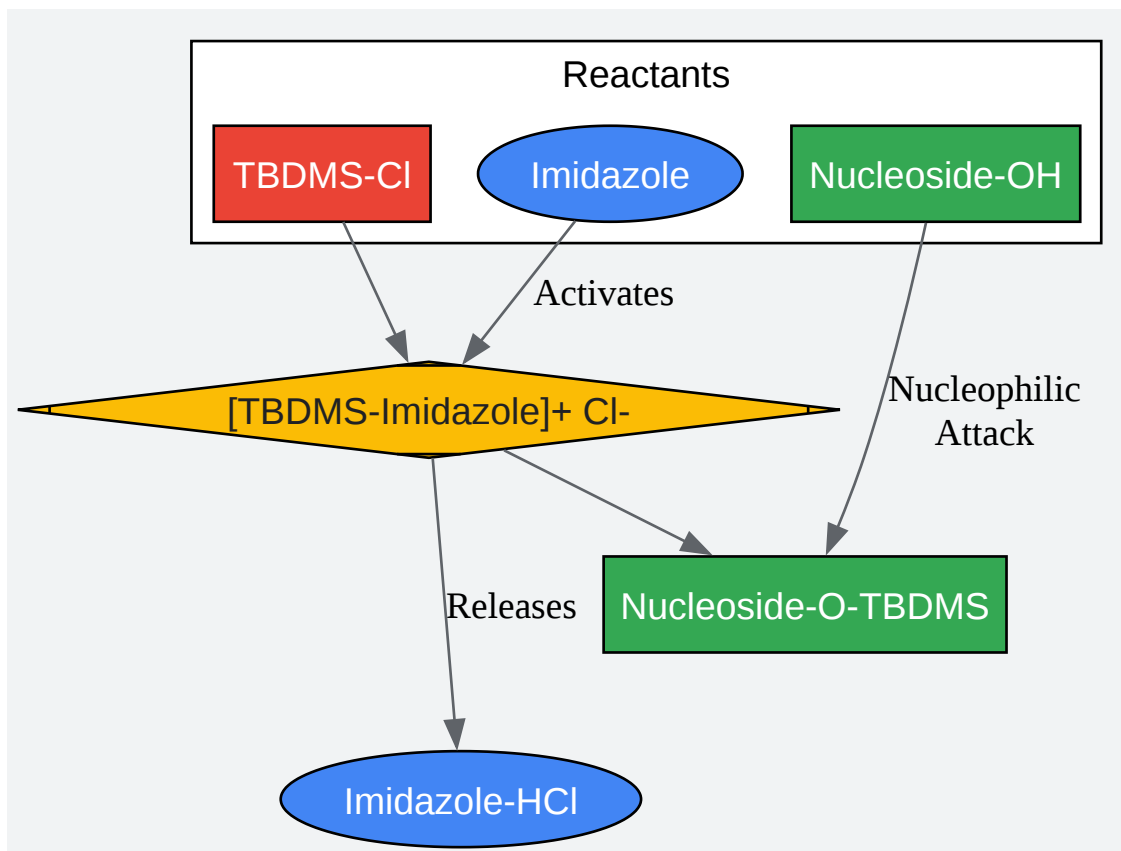 Reactants
TBDMS-Cl
Imidazole
Nucleoside-OH
Activates
Nucleophilic
Attack
[TBDMS-Imidazole]+ Cl-
Releases
Nucleoside-O-TBDMS
Imidazole-HCl